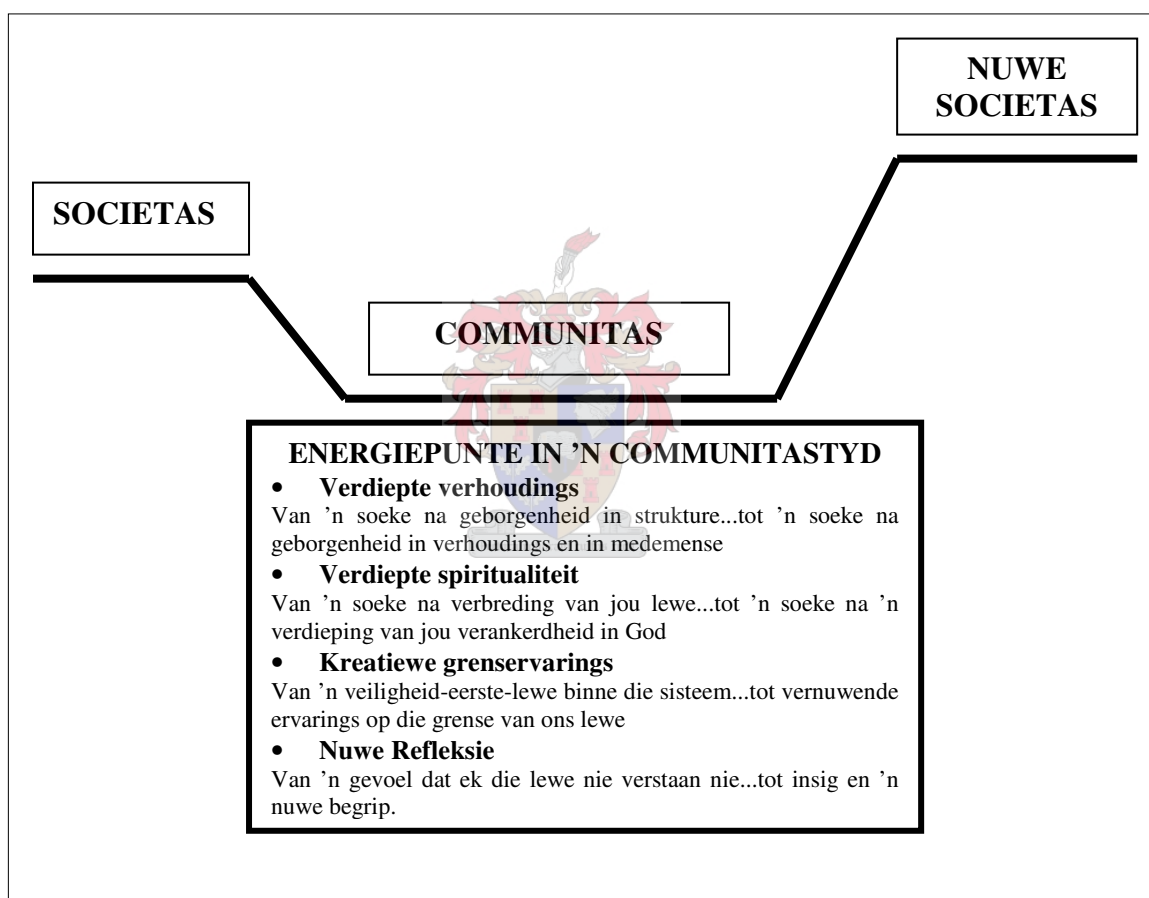 NUWE
SOCIETAS
SOCIETAS
COMMUNITAS
ENERGIEPUNTE IN ’N COMMUNITASTYD
• Verdiepte verhoudings
Van ’n soeke na geborgenheid in strukture...tot ’n soeke na
geborgenheid in verhoudings en in medemense
• Verdiepte spiritualiteit
Van ’n soeke na verbreding van jou lewe...tot ’n soeke na ’n
verdieping van jou verankerdheid in God
• Kreatiewe grenservarings
Van ’n veiligheid-eerste-lewe binne die sisteem...tot vernuwende
ervarings op die grense van ons lewe
• Nuwe Refleksie
Van ’n gevoel dat ek die lewe nie verstaan nie...tot insig en ’n
nuwe begrip.